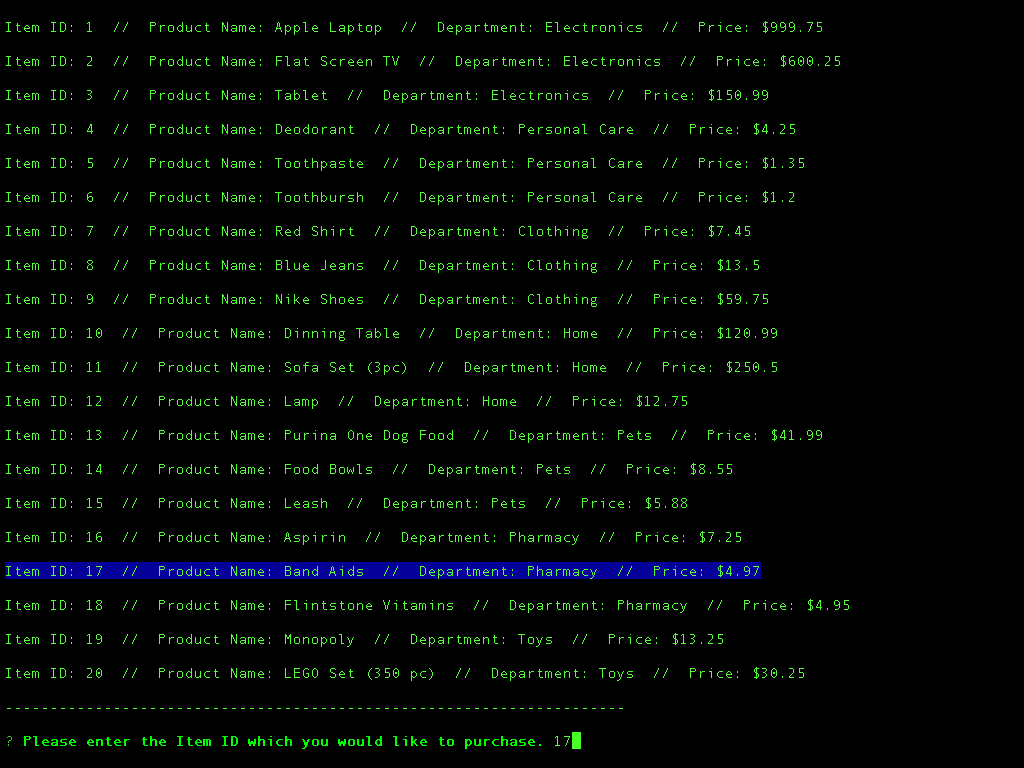 Item ID: 1  //  Product Name: Apple Laptop  //  Department: Electronics  //  Price: $999.75
Item ID: 2  //  Product Name: Flat Screen TV  //  Department: Electronics  //  Price: $600.25
Item ID: 3  //  Product Name: Tablet  //  Department: Electronics  //  Price: $150.99
Item ID: 4  //  Product Name: Deodorant  //  Department: Personal Care  //  Price: $4.25
Item ID: 5  //  Product Name: Toothpaste  //  Department: Personal Care  //  Price: $1.35
Item ID: 6  //  Product Name: Toothbursh  //  Department: Personal Care  //  Price: $1.2
Item ID: 7  //  Product Name: Red Shirt  //  Department: Clothing  //  Price: $7.45
Item ID: 8  //  Product Name: Blue Jeans  //  Department: Clothing  //  Price: $13.5
Item ID: 9  //  Product Name: Nike Shoes  //  Department: Clothing  //  Price: $59.75
Item ID: 10  //  Product Name: Dinning Table  //  Department: Home  //  Price: $120.99
Item ID: 11  //  Product Name: Sofa Set (3pc)  //  Department: Home  //  Price: $250.5
Item ID: 12  //  Product Name: Lamp  //  Department: Home  //  Price: $12.75
Item ID: 13  //  Product Name: Purina One Dog Food  //  Department: Pets  //  Price: $41.99
Item ID: 14  //  Product Name: Food Bowls  //  Department: Pets  //  Price: $8.55
Item ID: 15  //  Product Name: Leash  //  Department: Pets  //  Price: $5.88
Item ID: 16  //  Product Name: Aspirin  //  Department: Pharmacy  //  Price: $7.25
Item ID: 17  //  Product Name: Band Aids  //  Department: Pharmacy  //  Price: $4.97
Item ID: 18  //  Product Name: Flintstone Vitamins  //  Department: Pharmacy  //  Price: $4.95
Item ID: 19  //  Product Name: Monopoly  //  Department: Toys  //  Price: $13.25
Item ID: 20  //  Product Name: LEGO Set (350 pc)  //  Department: Toys  //  Price: $30.25
---------------------------------------------------------------------
? Please enter the Item ID which you would like to purchase. 17